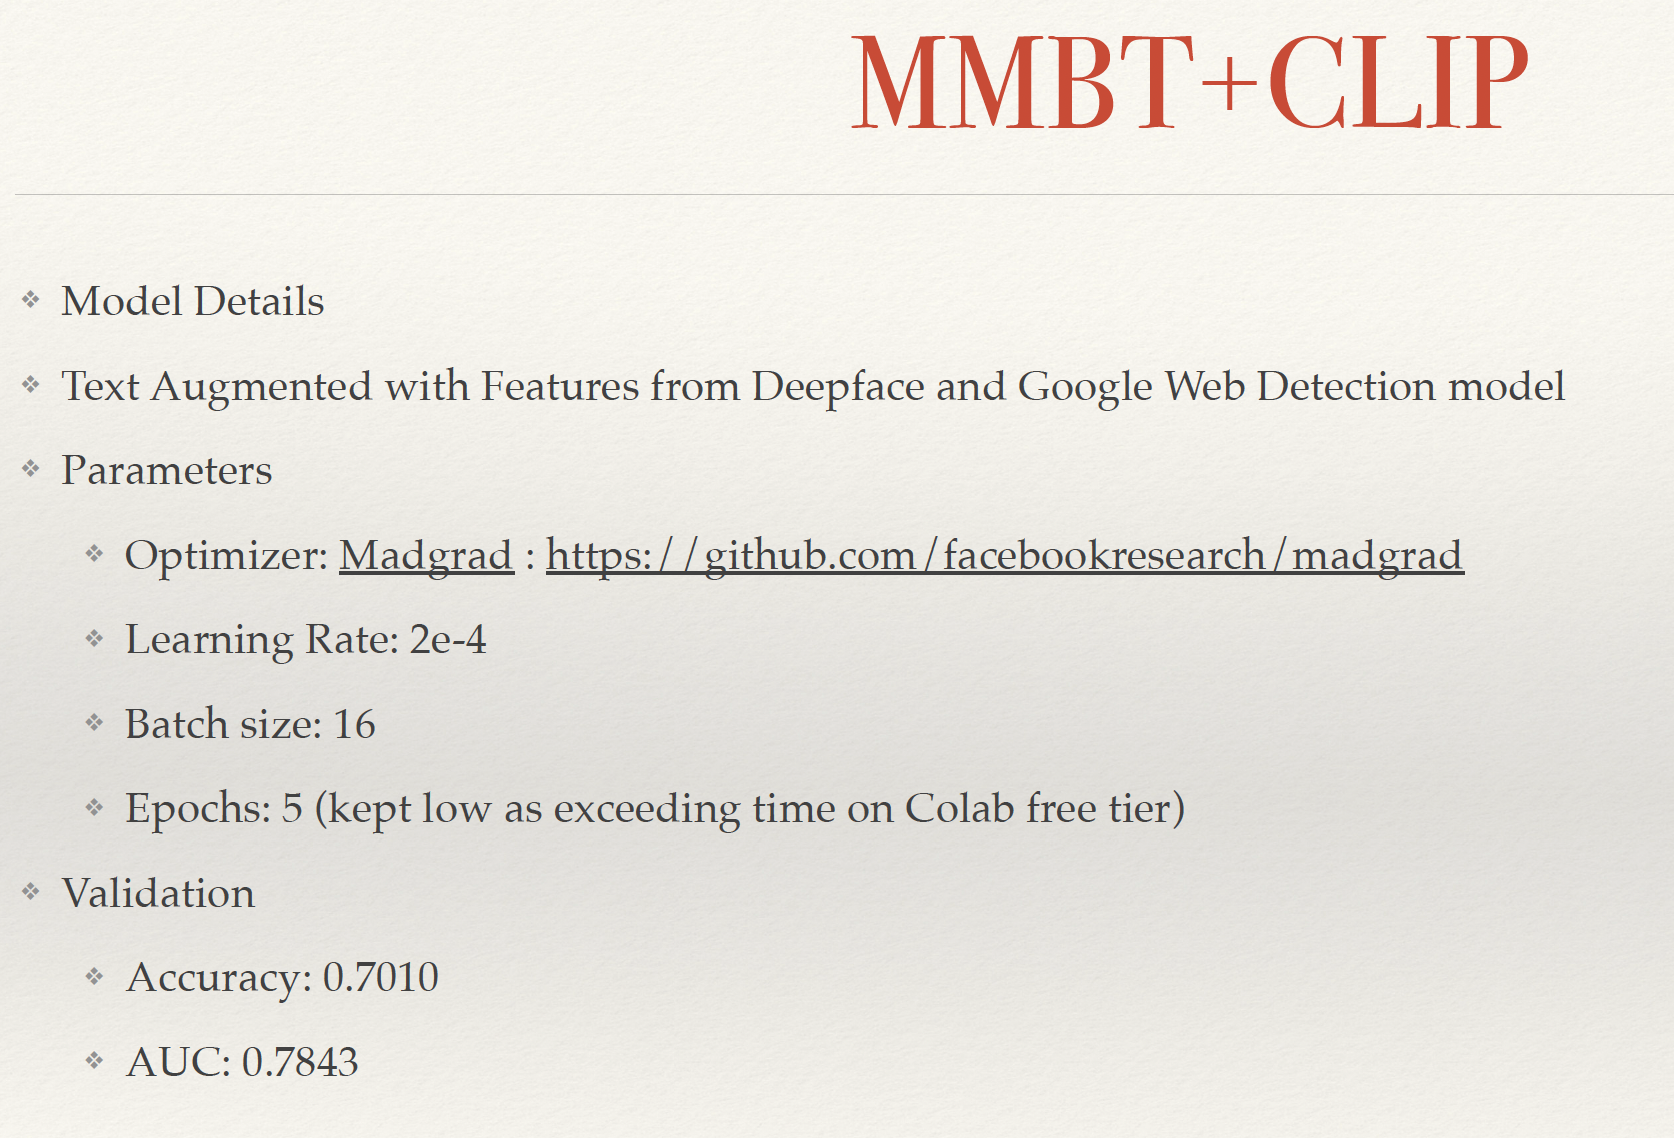 MMBT+CLIP
Model Details
Text Augmented with Features from Deepface and Google Web Detection model
Parameters
Optimizer: Madgrad : https://github.com/facebookresearch/madgrad
Learning Rate: 2e-4
Batch size: 16
Epochs: 5 (kept low as exceeding time on Colab free tier)
Validation
Accuracy: 0.7010
AUC: 0.7843